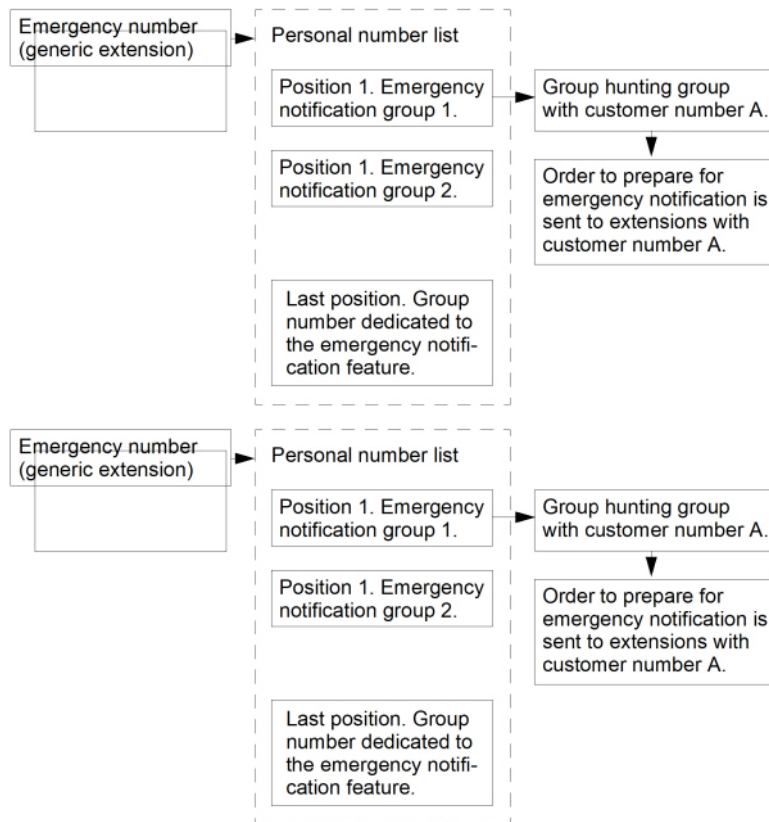 Emergency number
(generic extension)
Personal number list
Position 1. Emergency
notification group 1.
Group hunting group
with customer number A.
Position 1. Emergency
notification group 2.
Order to prepare for
emergency notification is
sent to extensions with
customer number A.
Last position. Group
number dedicated to
the emergency notifi-
cation feature.
Emergency number
(generic extension)
Personal number list
Position 1. Emergency
notification group 1.
Group hunting group
with customer number A.
Position 1. Emergency
notification group 2.
Order to prepare for
emergency notification is
sent to extensions with
customer number A.
Last position. Group
number dedicated to
the emergency notifi-
cation feature.